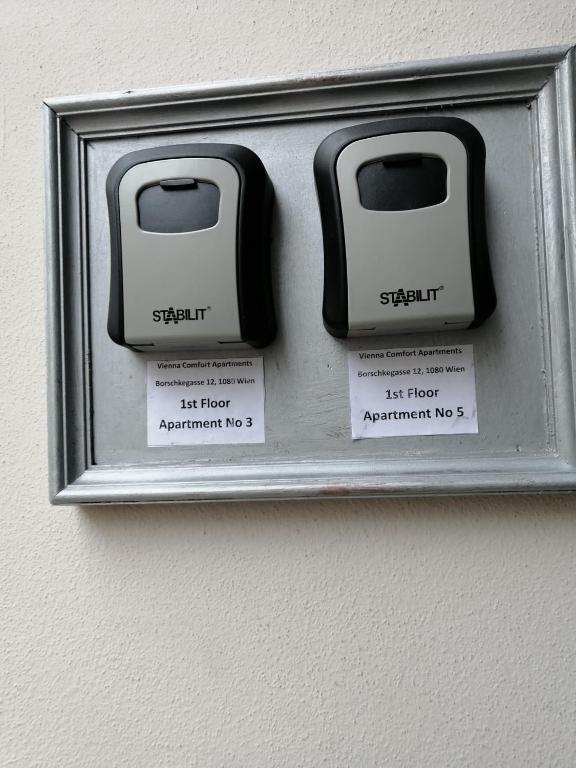 STABILIT®
Vienna Comfort Apartments
Borschkegasse 12, 1080 Wien
1st Floor
Apartment No 3
STABILIT®
Vienna Comfort Apartments
Borschkegasse 12, 1080 Wien
1st Floor
Apartment No 5